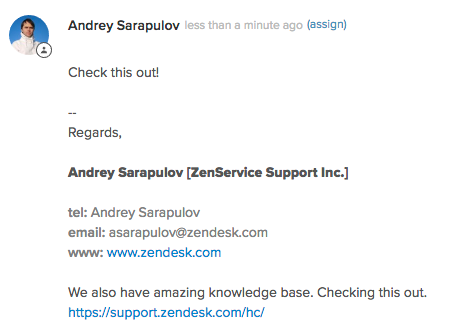 Andrey Sarapulov less than a minute ago (assign)
Check this out!
--
Regards,
Andrey Sarapulov [ZenService Support Inc.]
tel: Andrey Sarapulov
email: asarapulov@zendesk.com
www: www.zendesk.com
We also have amazing knowledge base. Checking this out.
https://support.zendesk.com/hc/